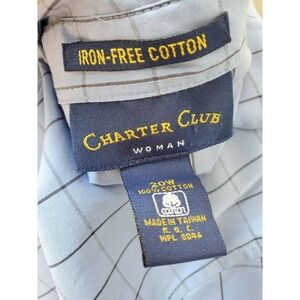 IRON-FREE COTTON
CHARTER CLUB
WOMAN
20W
100% COTTON
COTTON
MADE IN TAIWAN
R. O. C.
WPL 8046